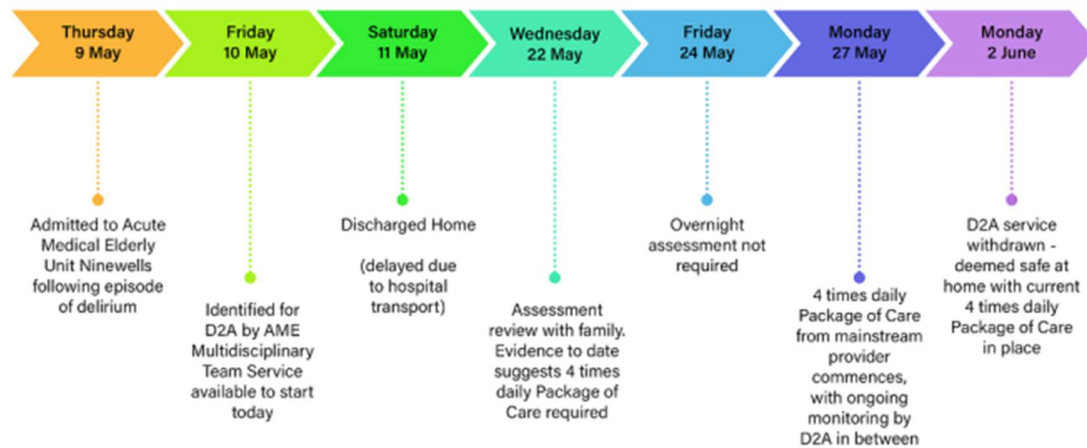 Thursday
9 May
Friday
10 May
Saturday
11 May
Wednesday
22 May
Friday
24 May
Monday
27 May
Monday
2 June
Admitted to Acute
Medical Elderly
Unit Ninewells
following episode
of delirium
Identified for
D2A by AME
Multidisciplinary
Team Service
available to start
today
Discharged Home
(delayed due
to hospital
transport)
Assessment
review with family.
Evidence to date
suggests 4 times
daily Package of
Care required
Overnight
assessment not
required
4 times daily
Package of Care
from mainstream
provider
commences,
with ongoing
monitoring by
D2A in between
D2A service
withdrawn -
deemed safe at
home with current
4 times daily
Package of Care
in place